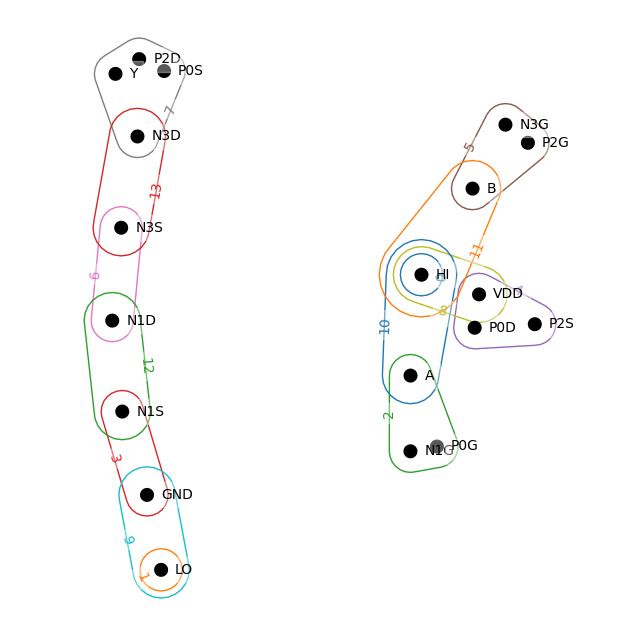 P2D
Y
P0S
7
N3G
P2G
N3D
5
B
13
N3S
11
6
HI
VDD
8
10
N1D
P0D
P2S
12
A
2
N1S
P0G
N1G
3
GND
9
LO
1